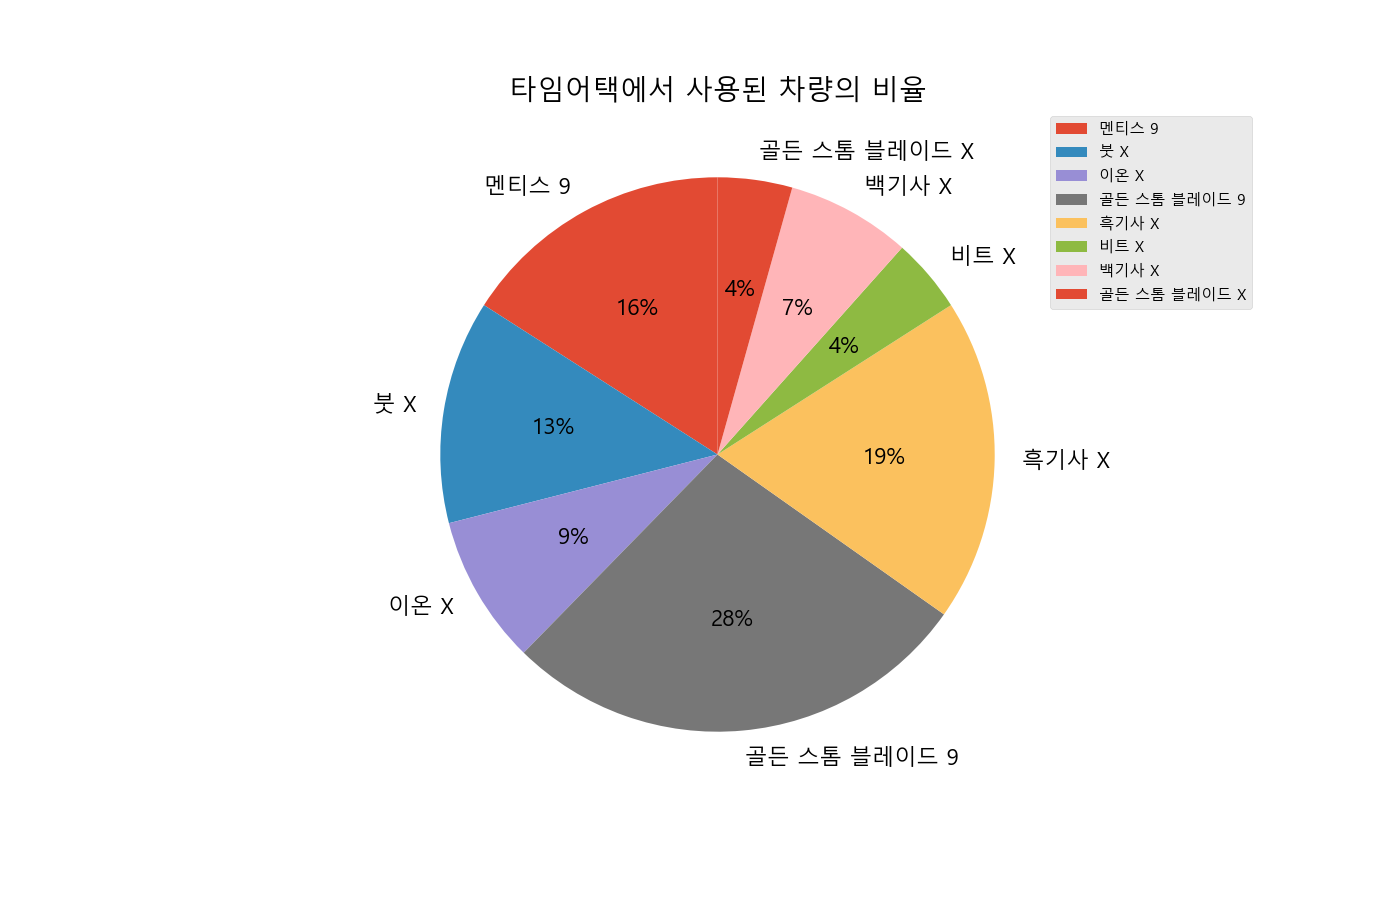 타임어택에서 사용된 차량의 비율
골든 스톰 블레이드 X
멘티스 9
백기사 X
비트 X
붓 X
흑기사 X
이온 X
골든 스톰 블레이드 9
16%
4%
7%
4%
13%
19%
9%
28%
멘티스 9
붓 X
이온 X
골든 스톰 블레이드 9
흑기사 X
비트 X
백기사 X
골든 스톰 블레이드 X